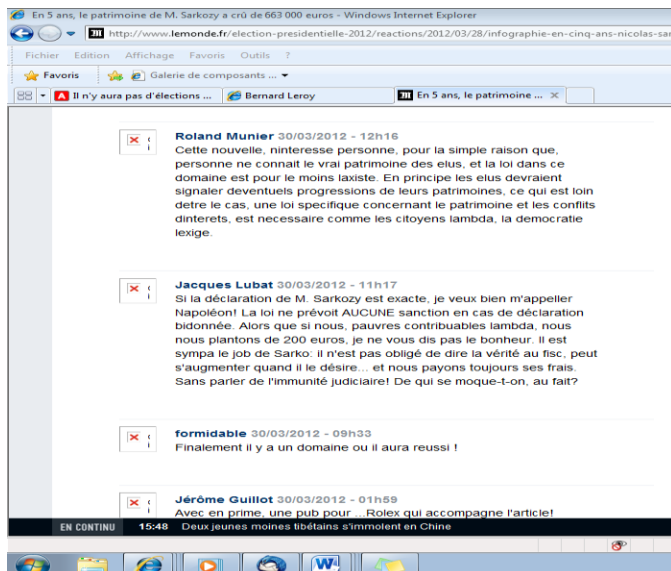 En 5 ans, le patrimoine de M. Sarkozy a crû de 663 000 euros - Windows Internet Explorer
http://www.lemonde.fr/election-presidentielle-2012/reactions/2012/03/28/infographie-en-cinq-ans-nicolas-sar
Fichier Edition Affichage Favoris Outils ?
Favoris Galerie de composants ...
Il n'y aura pas d'élections ... Bernard Leroy En 5 ans, le patrimoine ...
Roland Munier 30/03/2012 - 12h16
Cette nouvelle, ninteresse personne, pour la simple raison que,
personne ne connait le vrai patrimoine des elus, et la loi dans ce
domaine est pour le moins laxiste. En principe les elus devraient
signaler deventuels progressions de leurs patrimoines, ce qui est loin
detre le cas, une loi specifique concernant le patrimoine et les conflits
dinterets, est necessaire comme les citoyens lambda, la democratie
lexige.
Jacques Lubat 30/03/2012 - 11h17
Si la déclaration de M. Sarkozy est exacte, je veux bien m'appeller
Napoléon! La loi ne prévoit AUCUNE sanction en cas de déclaration
bidonnée. Alors que si nous, pauvres contribuables lambda, nous
nous plantons de 200 euros, je ne vous dis pas le bonheur. Il est
sympa le job de Sarko: il n'est pas obligé de dire la vérité au fisc, peut
s'augmenter quand il le désire... et nous payons toujours ses frais.
Sans parler de l'immunité judiciaire! De qui se moque-t-on, au fait?
formidable 30/03/2012 - 09h33
Finalement il y a un domaine ou il aura reussi !
Jérôme Guillot 30/03/2012 - 01h59
Avec en prime, une pub pour ...Rolex qui accompagne l'article!
EN CONTINU 15:48 Deux jeunes moines tibétains s'immolent en Chine